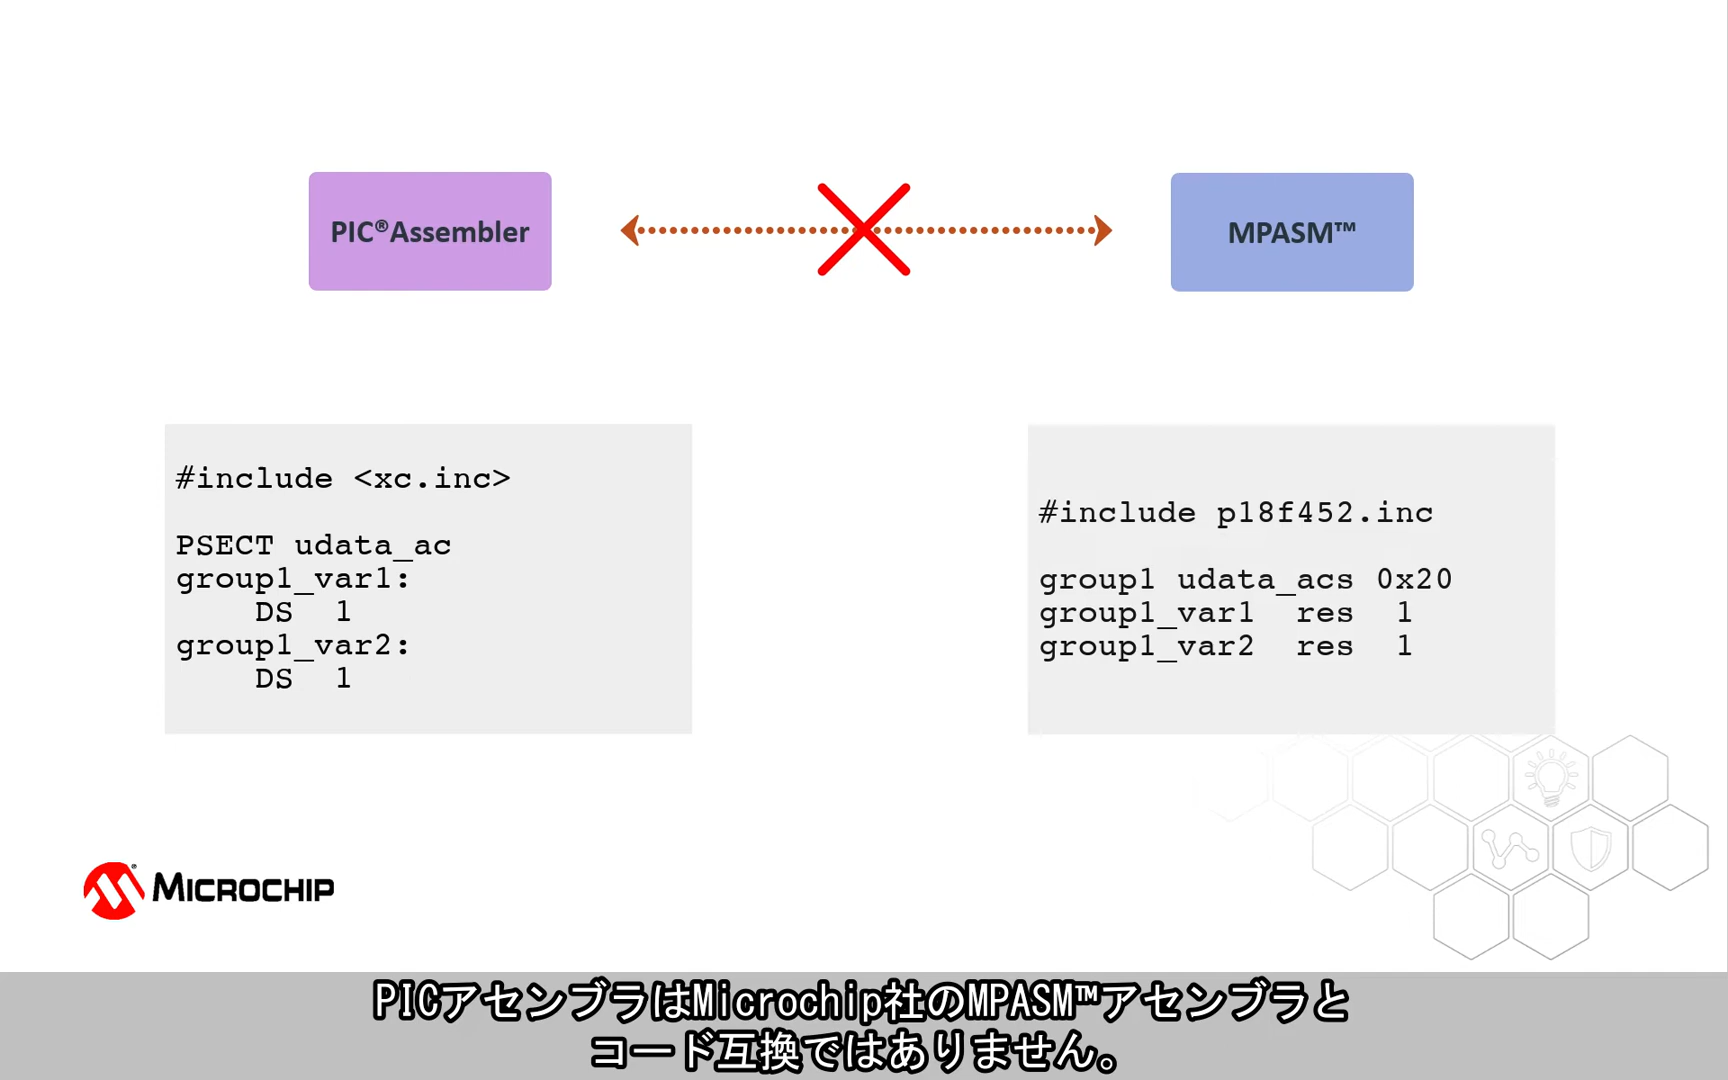 PIC®Assembler
MPASM™
#include <xc.inc>
PSECT udata_ac
group1_var1:
DS 1
group1_var2:
DS 1
#include p18f452.inc
group1 udata_acs 0x20
group1_var1 res 1
group1_var2 res 1
MICROCHIP
PICアセンブラはMicrochip社のMPASM™アセンブラと
コード互換ではありません。